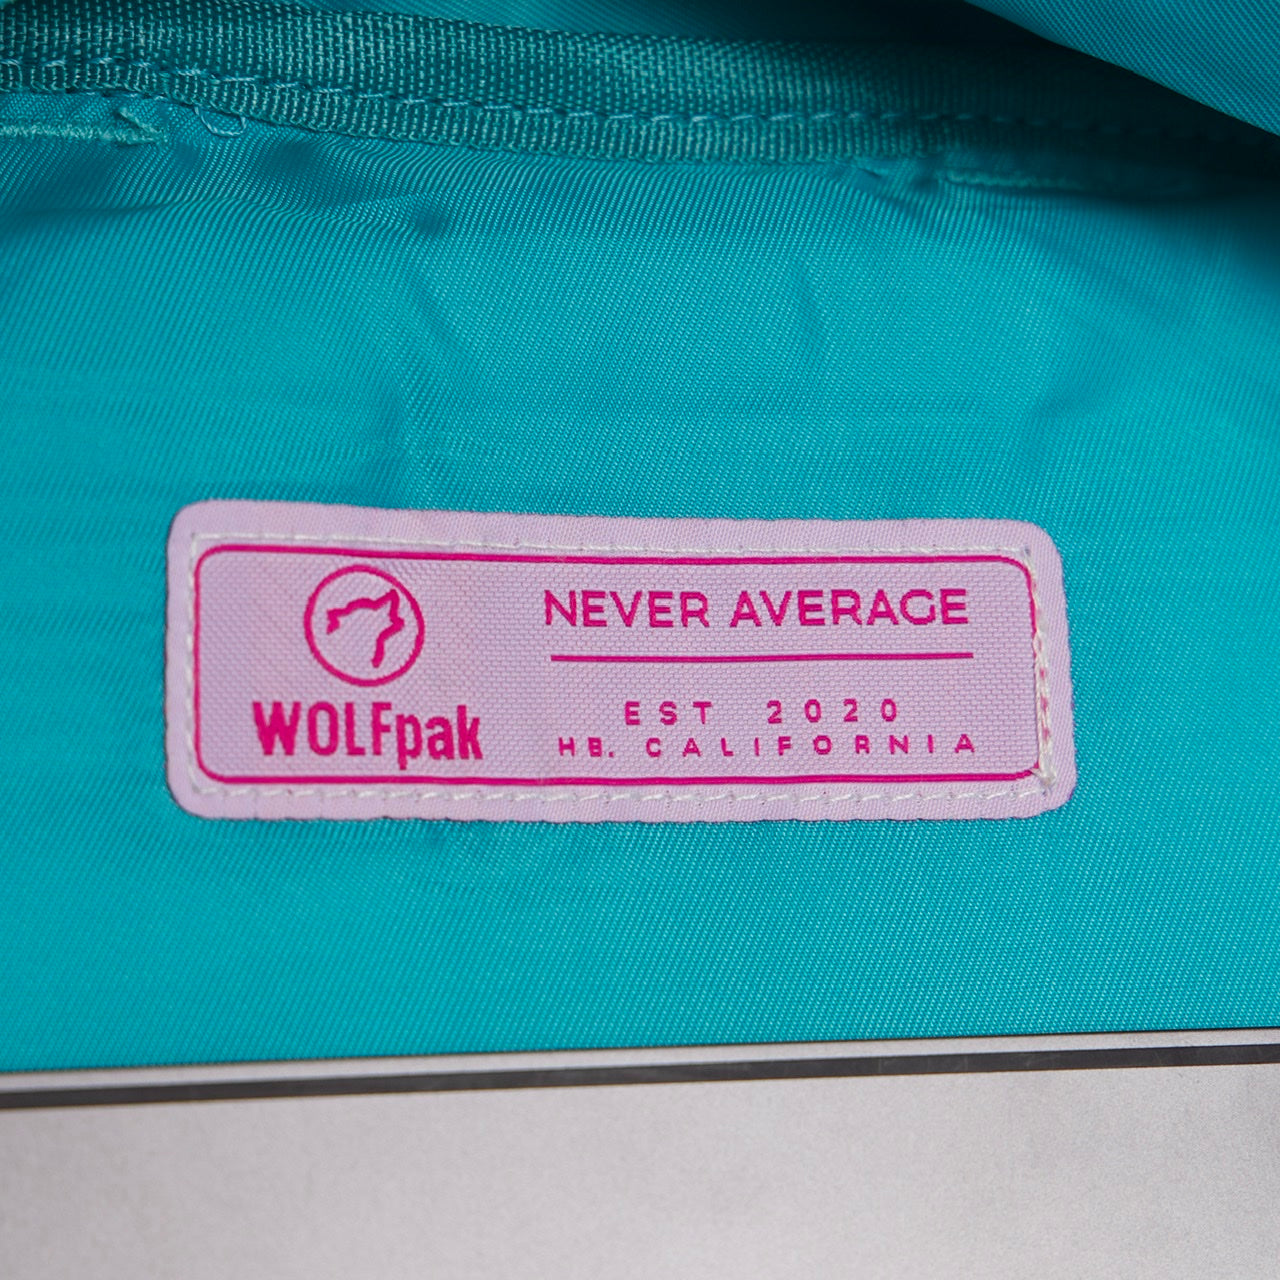 WOLFpak
NEVER AVERAGE
EST 2020
HB. CALIFORNIA